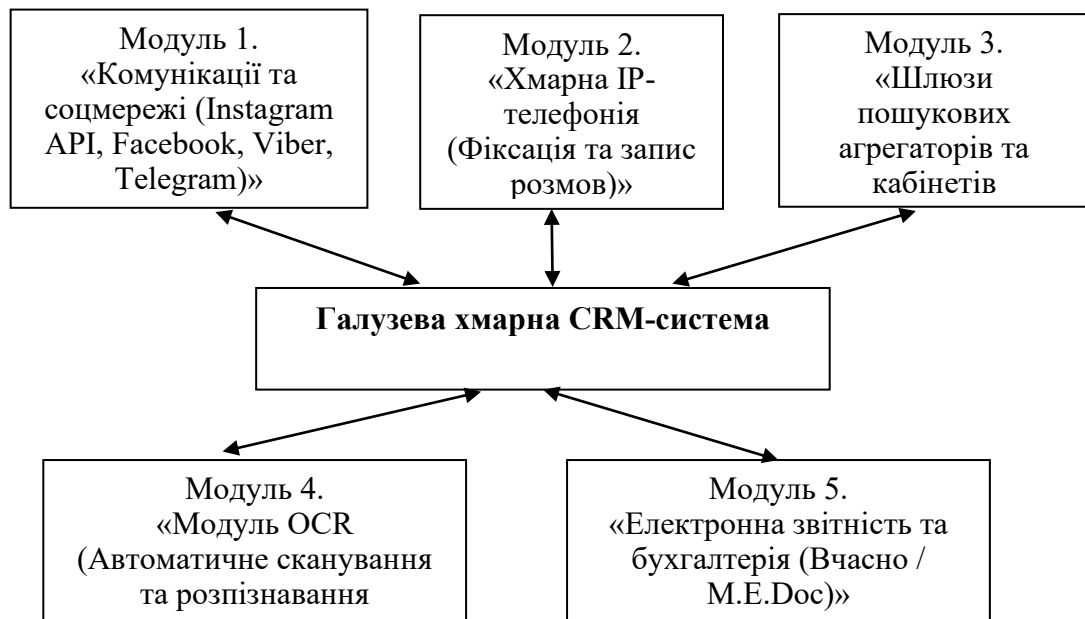 Модуль 1.
«Комунікації та
соцмережі (Instagram
API, Facebook, Viber,
Telegram)»
Модуль 2.
«Хмарна IP-
телефонія
(Фіксація та запис
розмов)»
Модуль 3.
«Шлюзи
пошукових
агрегаторів та
кабінетів
Галузева хмарна CRM-система
Модуль 4.
«Модуль OCR
(Автоматичне сканування
та розпізнавання
Модуль 5.
«Електронна звітність та
бухгалтерія (Вчасно /
M.E.Doc)»